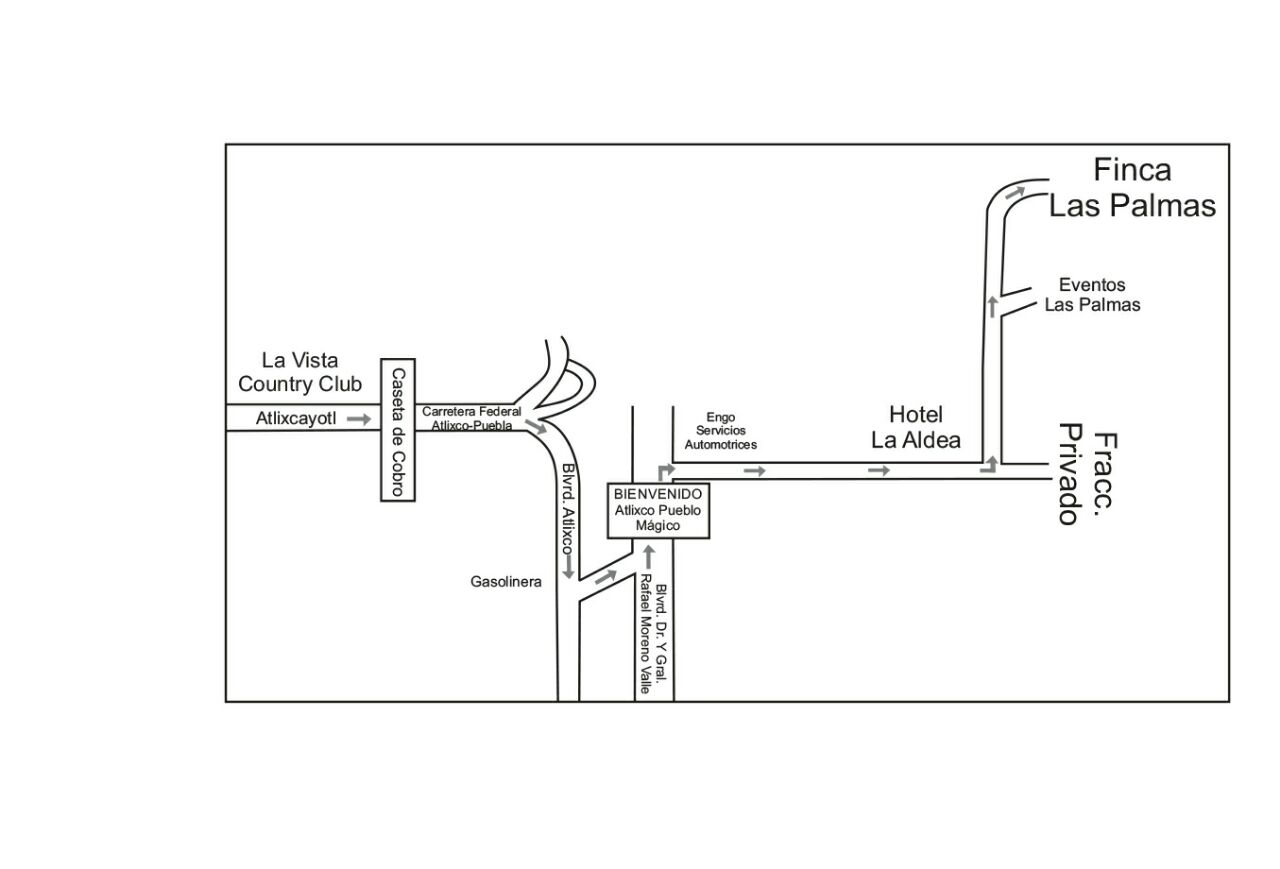 Finca
Las Palmas
Eventos
Las Palmas
La Vista
Country Club
Atlixcayotl
Caseta de Cobro
Carretera Federal
Atlixco-Puebla
Blvrd. Atlixco
Engo
Servicios
Automotrices
Hotel
La Aldea
Fracc.
Privado
BIENVENIDO
Atlixco Pueblo
Mágico
Gasolinera
Blvrd. Dr. Y Gral.
Rafael Moreno Valle